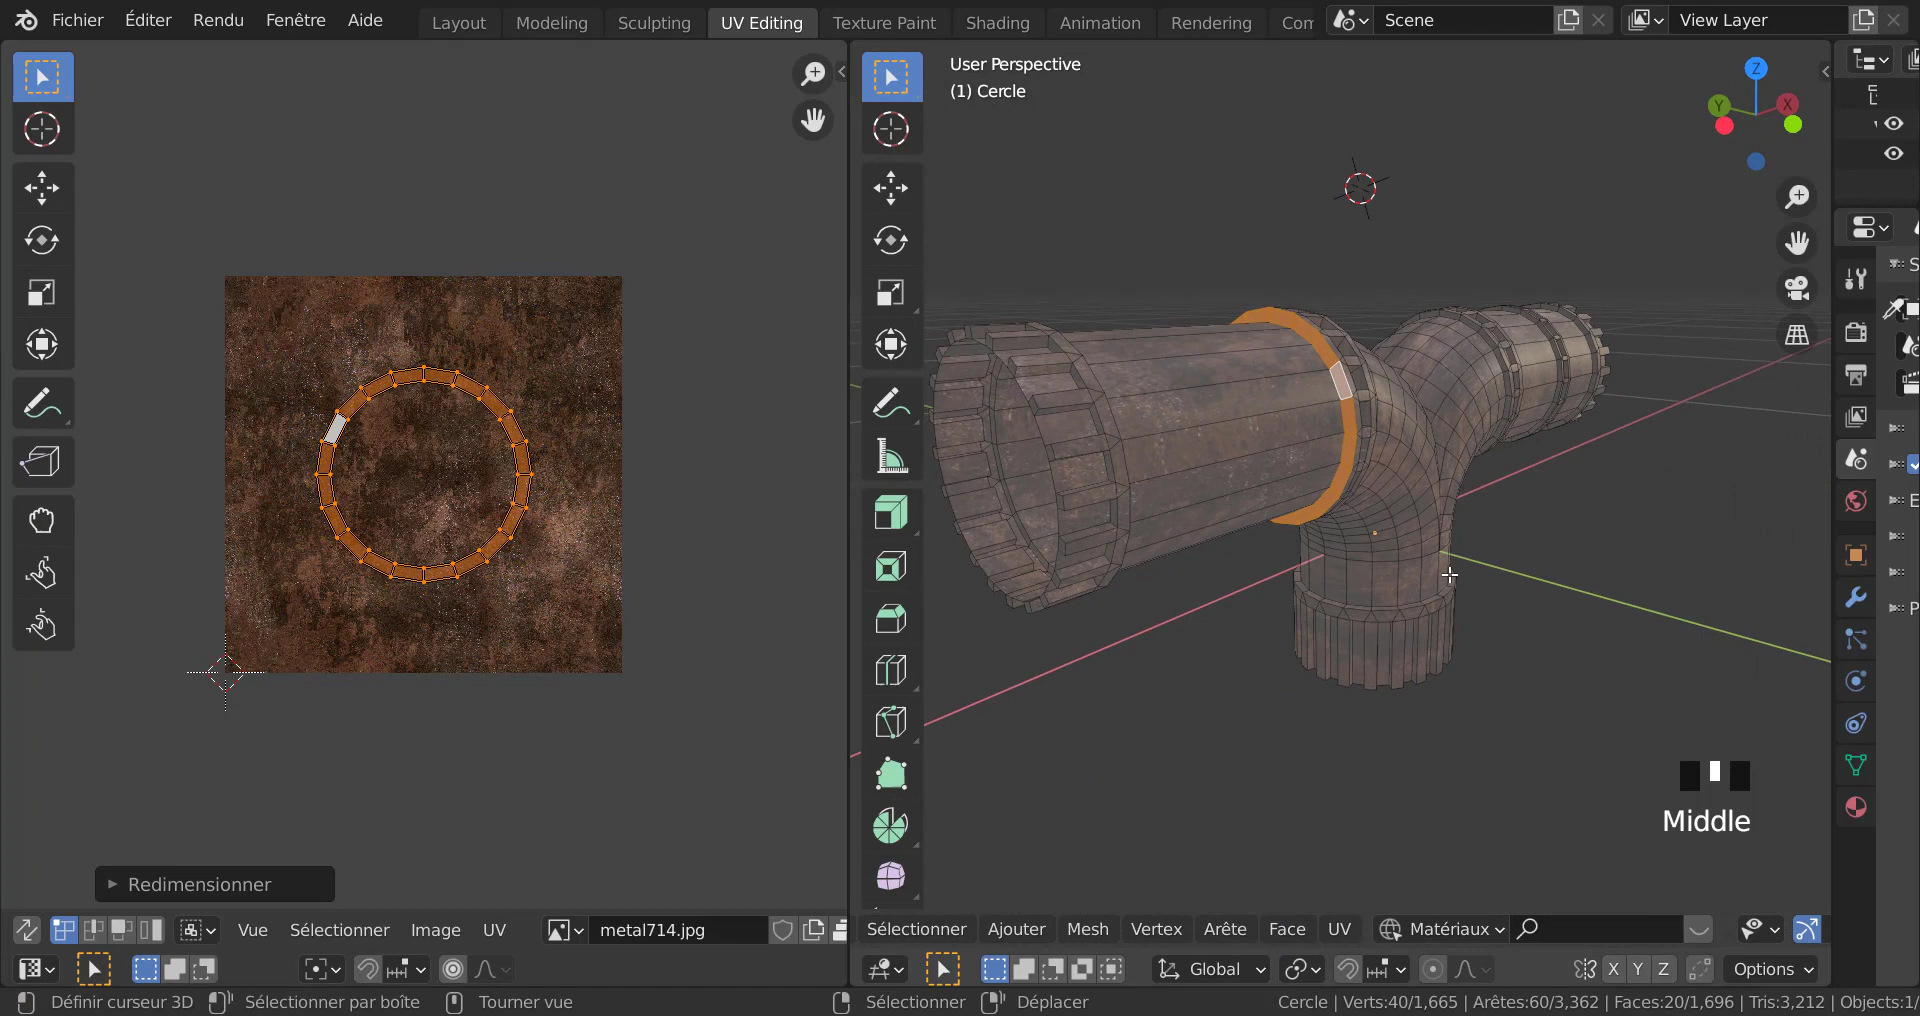 Fichier Éditer Rendu Fenêtre Aide Layout Modeling Sculpting UV Editing Texture Paint Shading Animation Rendering Com Scene View Layer
User Perspective
(1) Cercle
Z
Y
X
S
E
P
Middle
Redimensionner
Vue Sélectionner Image UV metal714.jpg
Sélectionner Ajouter Mesh Vertex Arête Face UV Matériaux
Global X Y Z Options
Définir curseur 3D Sélectionner par boîte Tourner vue Sélectionner Déplacer Cercle | Verts:40/1,665 | Arêtes:60/3,362 | Faces:20/1,696 | Tris:3,212 | Objects:1/